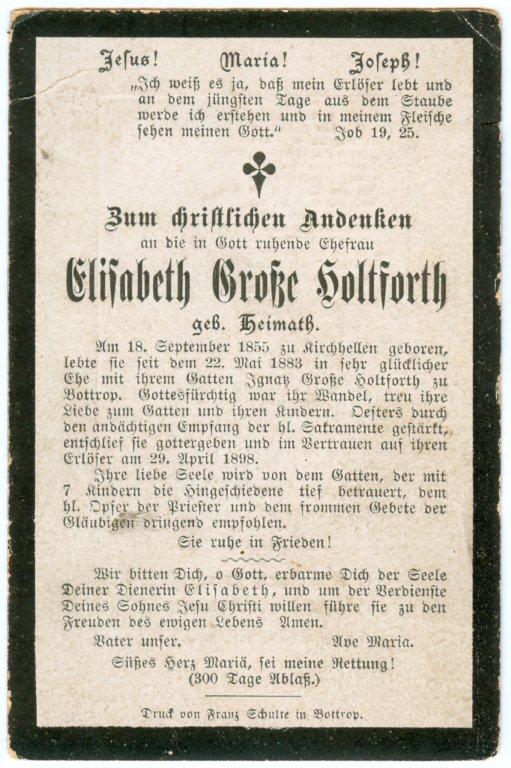 Jesus! Maria! Joseph!
„Ich weiß es ja, daß mein Erlöser lebt und
an dem jüngsten Tage aus dem Staube
werde ich erstehen und in meinem Fleische
sehen meinen Gott.“ Job 19, 25.
Zum christlichen Andenken
an die in Gott ruhende Ehefrau
Elisabeth Große Holtforth
geb. Heimath.
Am 18. September 1855 zu Kirchhellen geboren,
lebte sie seit dem 22. Mai 1883 in sehr glücklicher
Ehe mit ihrem Gatten Ignatz Große Holtforth zu
Bottrop. Gottesfürchtig war ihr Wandel, treu ihre
Liebe zum Gatten und ihren Kindern. Oesters durch
den andächtigen Empfang der hl. Sakramente gestärkt,
entschlief sie gottergeben und im Vertrauen auf ihren
Erlöser am 29. April 1898.
Ihre liebe Seele wird von dem Gatten, der mit
7 Kindern die Hingeschiedene tief betrauert, dem
hl. Opfer der Priester und dem frommen Gebete der
Gläubigen dringend empfohlen.
Sie ruhe in Frieden!
Wir bitten Dich, o Gott, erbarme Dich der Seele
Deiner Dienerin Elisabeth, und um der Verdienste
Deines Sohnes Jesu Christi willen führe sie zu den
Freuden des ewigen Lebens Amen.
Vater unser. Ave Maria.
Süßes Herz Mariä, sei meine Rettung!
(300 Tage Ablaß.)
Druck von Franz Schulte in Bottrop.